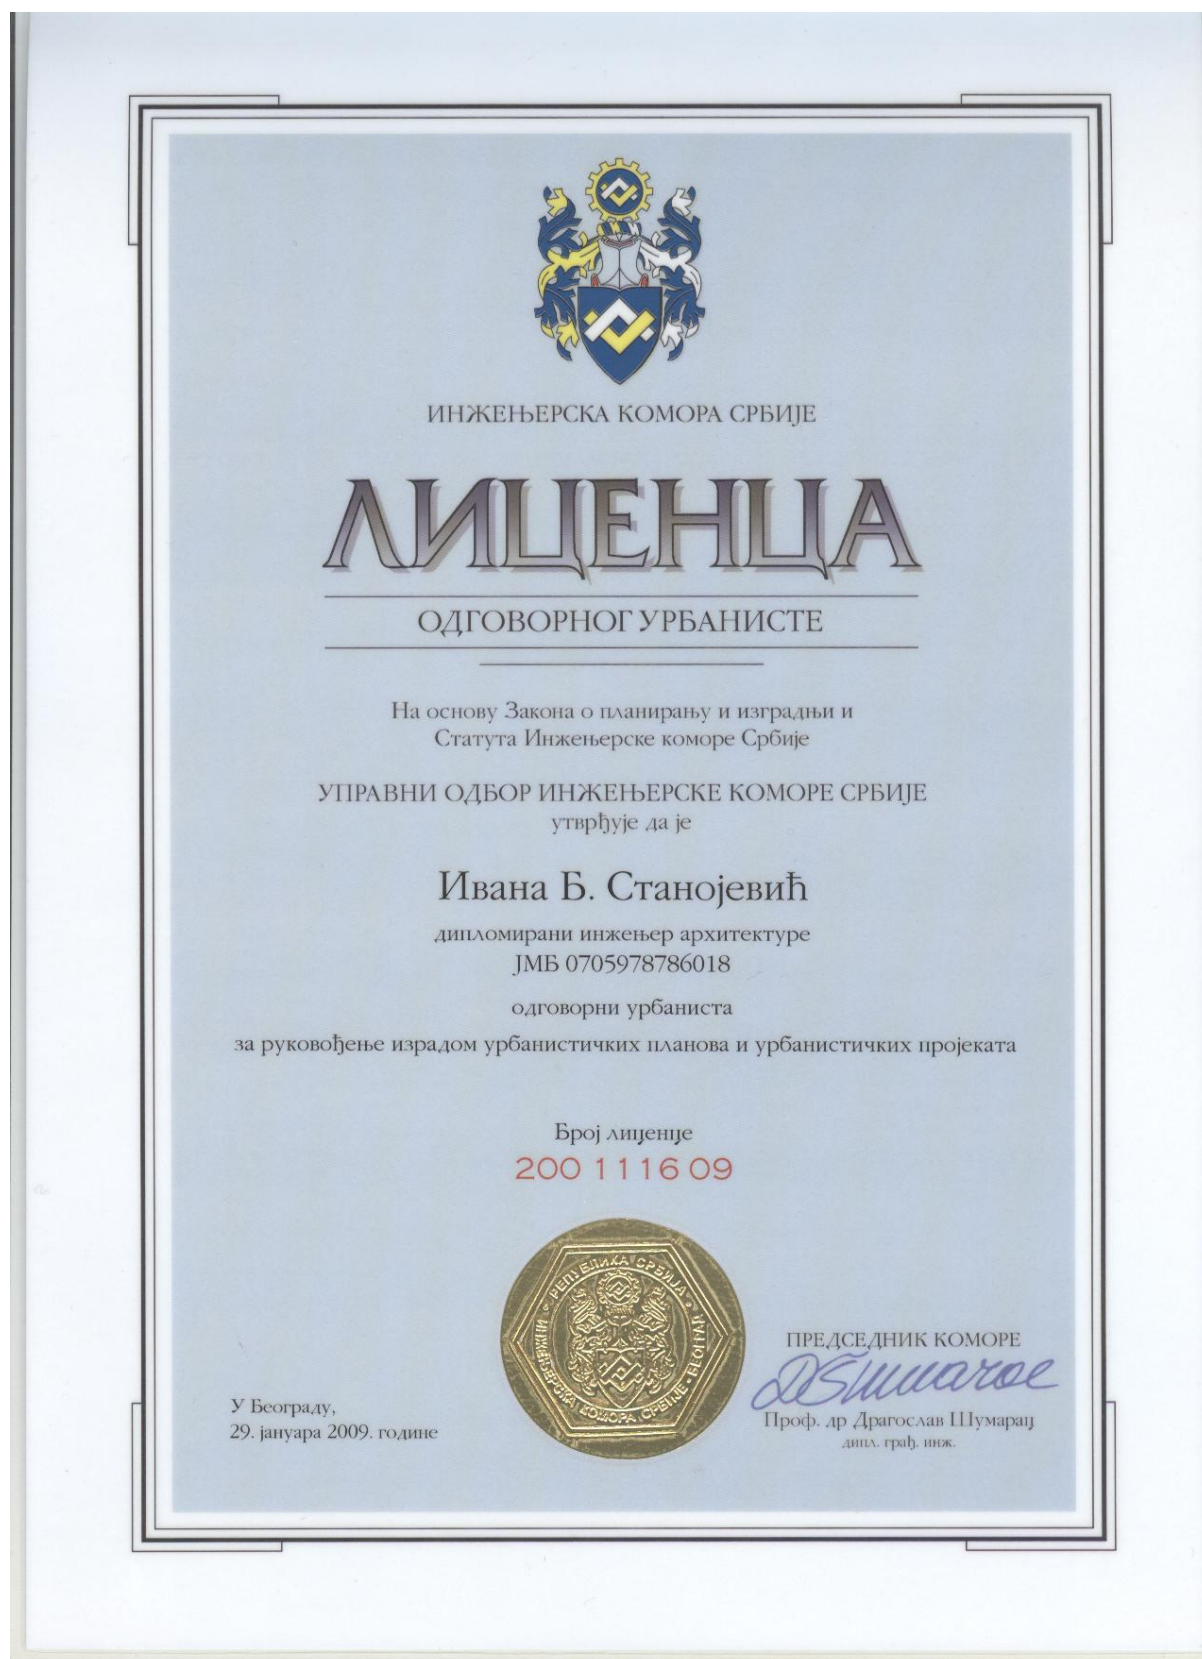 ИНЖЕЊЕРСКА КОМОРА СРБИЈЕ
ЛИЦЕНЦА
ОДГОВОРНОГ УРБАНИСТЕ
На основу Закона о планирању и изградњи и
Статута Инжењерске коморе Србије
УПРАВНИ ОДБОР ИНЖЕЊЕРСКЕ КОМОРЕ СРБИЈЕ
утврђује да је
Ивана Б. Станојевић
дипломирани инжењер архитектуре
ЈМБ 0705978786018
одговорни урбаниста
за руковођење израдом урбанистичких планова и урбанистичких пројеката
Број лиценце
200 1116 09
РЕПУБЛИКА СРБИЈА
ИНЖЕЊЕРСКА КОМОРА СРБИЈЕ • БЕОГРАД
ПРЕДСЕДНИК КОМОРЕ
Проф. др Драгослав Шумарац
дипл. грађ. инж.
У Београду,
29. јануара 2009. године